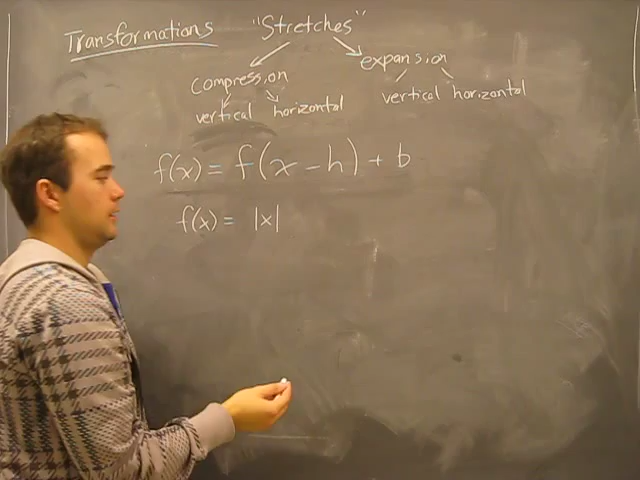 Transformations "Stretches"
compression expansion
vertical horizontal vertical horizontal
f(x) = f(x - h) + b
f(x) = |x|